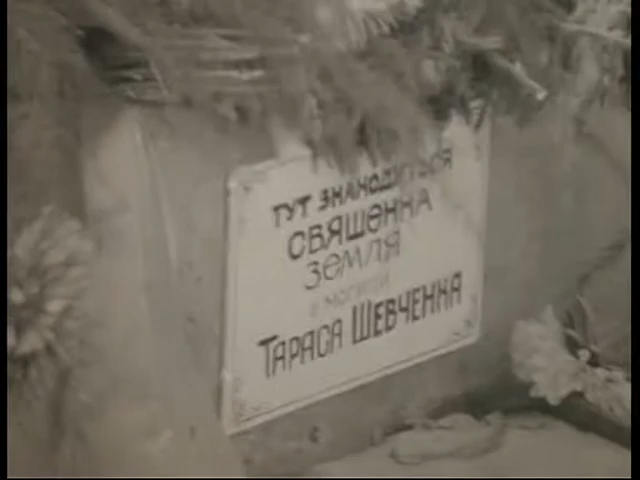 ТУТ ЗНАХОДИТЬСЯ
СВЯЩЕННА
ЗЕМЛЯ
З МОГИЛИ
ТАРАСА ШЕВЧЕНКА